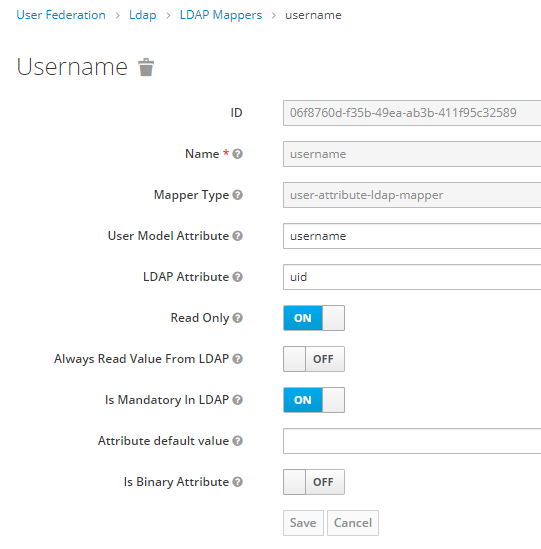 User Federation > Ldap > LDAP Mappers > username
Username
ID 06f8760d-f35b-49ea-ab3b-411f95c32589
Name * username
Mapper Type user-attribute-ldap-mapper
User Model Attribute username
LDAP Attribute uid
Read Only ON
Always Read Value From LDAP OFF
Is Mandatory In LDAP ON
Attribute default value
Is Binary Attribute OFF
Save Cancel